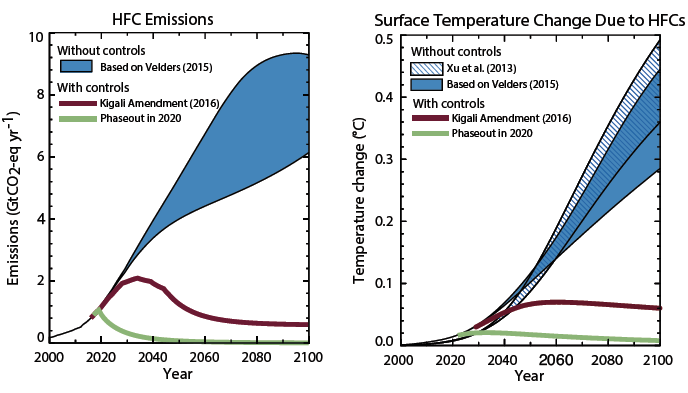 HFC Emissions
10
8
6
4
2
0
Emissions (GtCO2-eq yr-1)
Without controls
Based on Velders (2015)
With controls
Kigali Amendment (2016)
Phaseout in 2020
2000 2020 2040 2060 2080 2100
Year
Surface Temperature Change Due to HFCs
0.5
0.4
0.3
0.2
0.1
0.0
Temperature change (°C)
Without controls
Xu et al. (2013)
Based on Velders (2015)
With controls
Kigali Amendment (2016)
Phaseout in 2020
2000 2020 2040 2060 2080 2100
Year